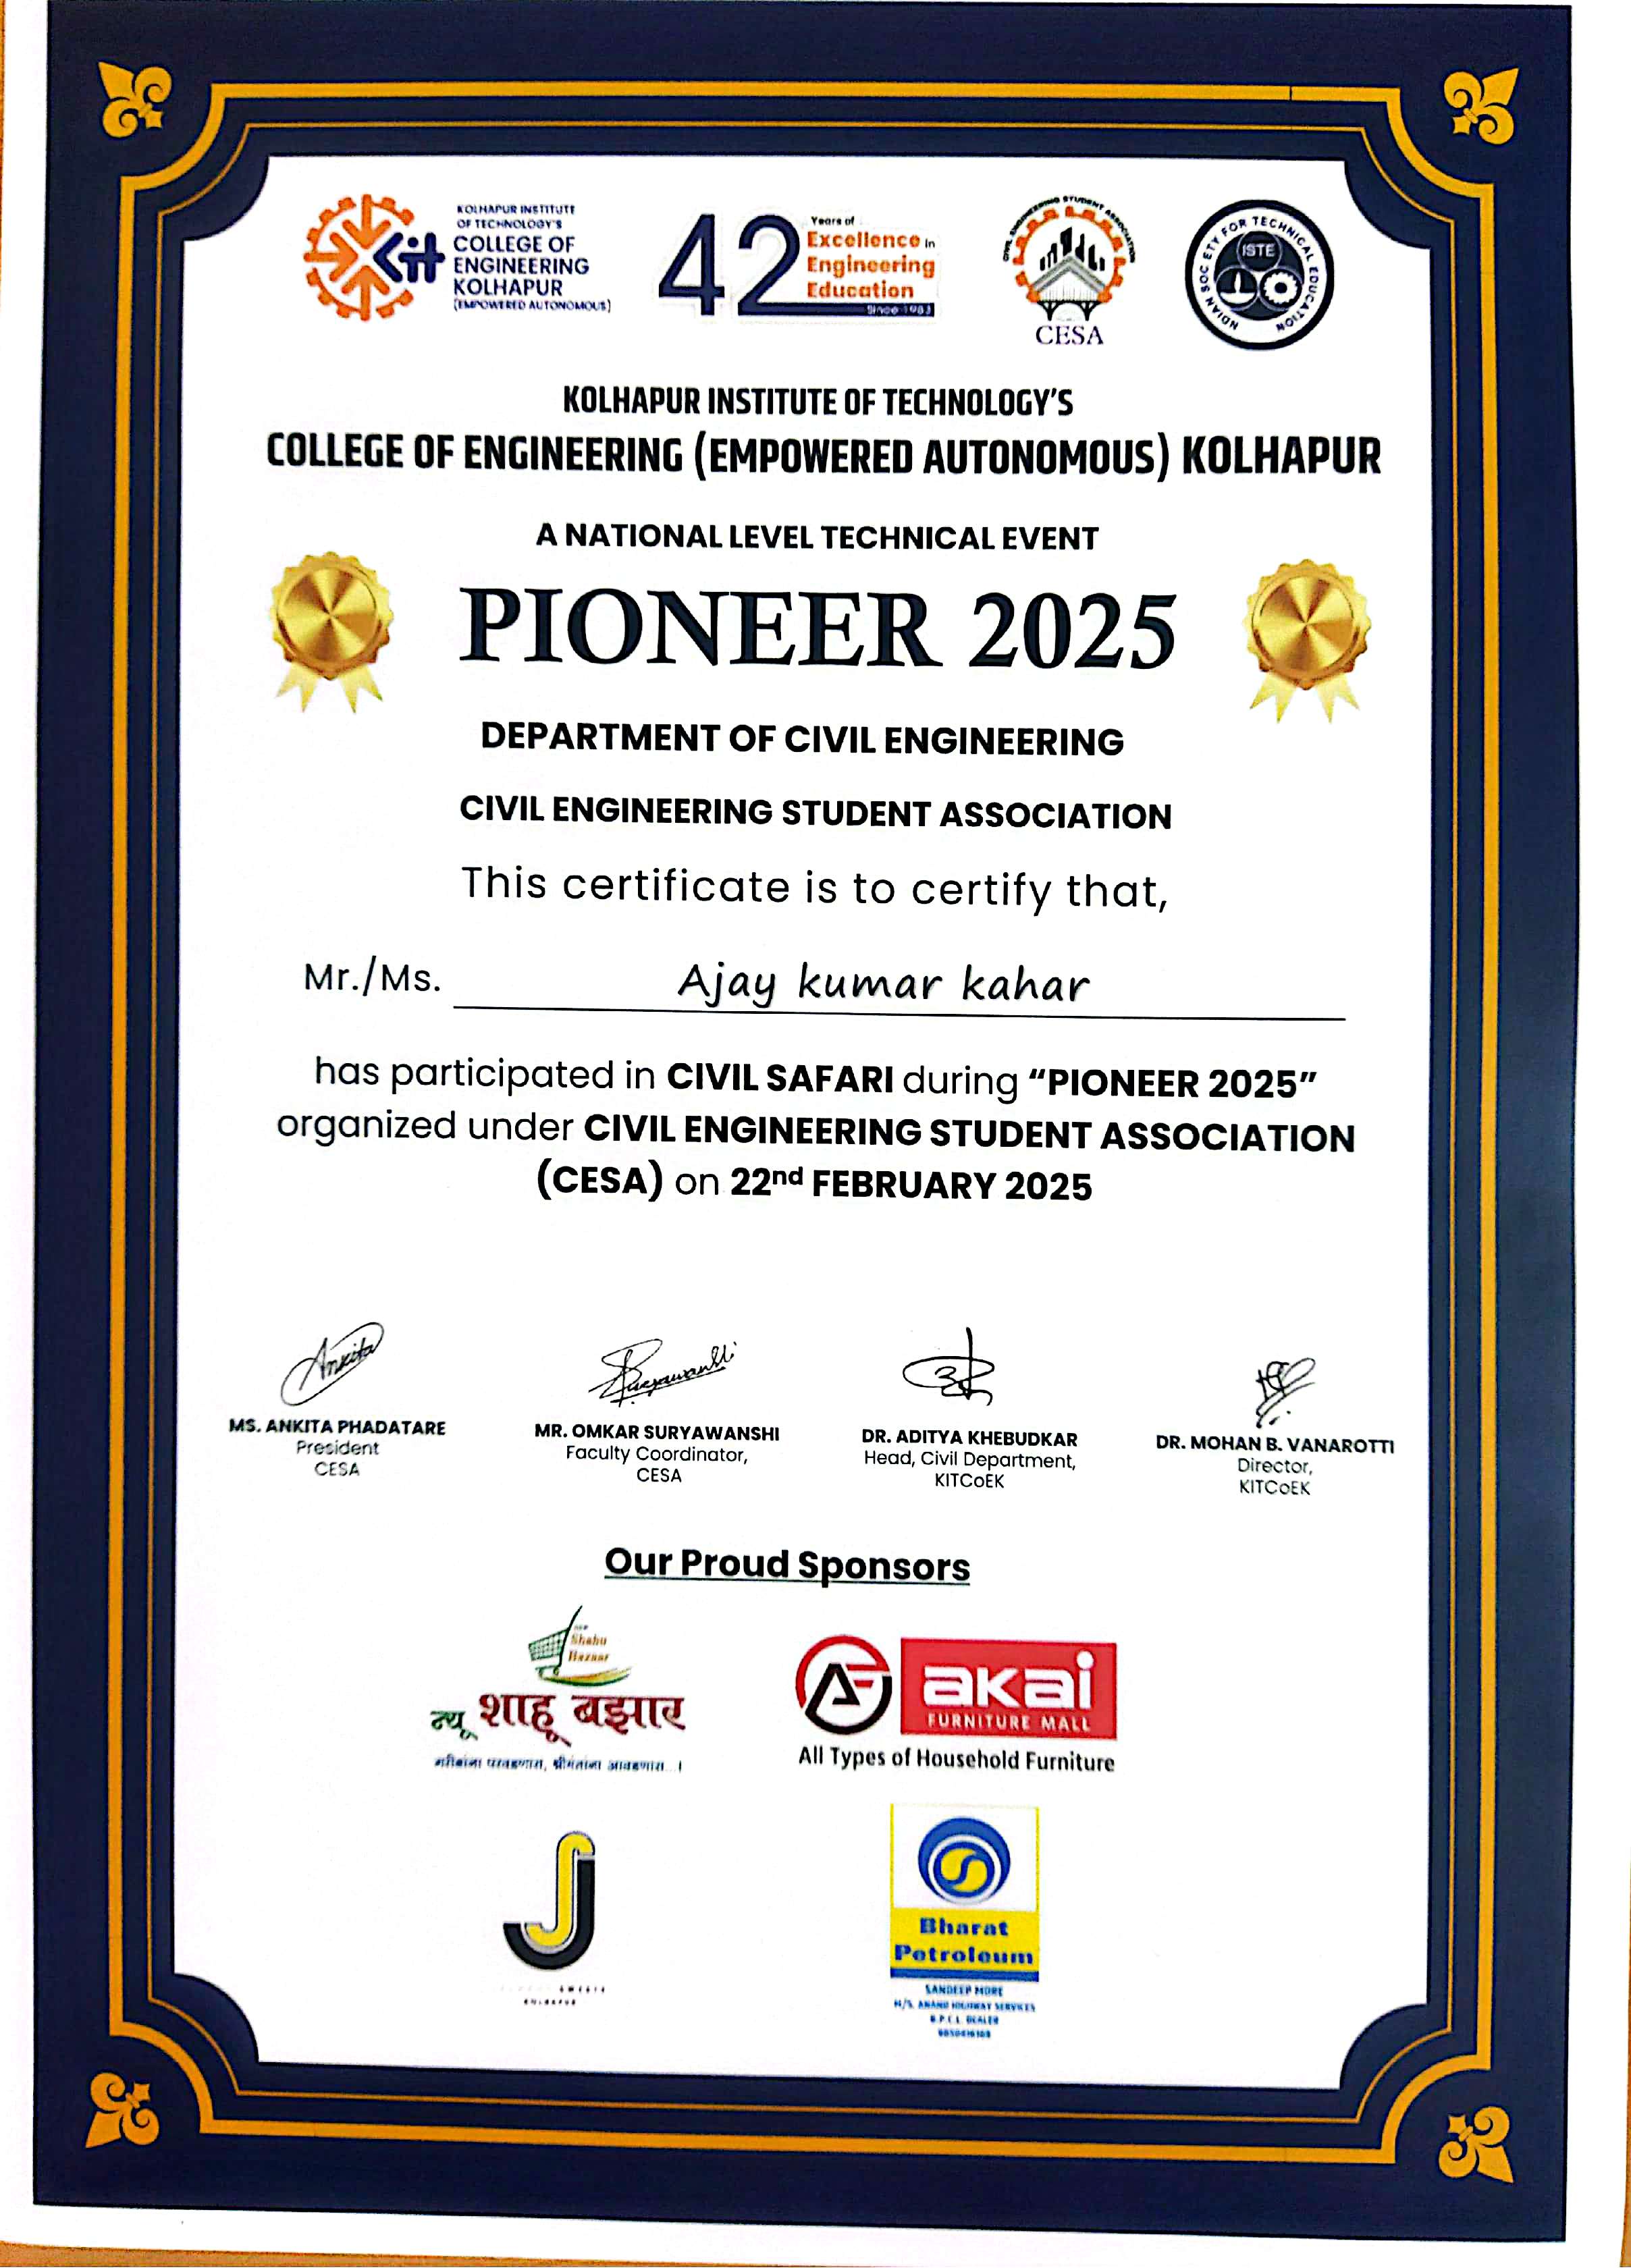 KOLHAPUR INSTITUTE
OF TECHNOLOGY'S
COLLEGE OF
ENGINEERING
KOLHAPUR
(EMPOWERED AUTONOMOUS)
kit
42 Years of
Excellence in
Engineering
Education
Since 1983
CIVIL ENGINEERING STUDENT ASSOCIATION
CESA
INDIAN SOCIETY FOR TECHNICAL EDUCATION
ISTE
KOLHAPUR INSTITUTE OF TECHNOLOGY'S
COLLEGE OF ENGINEERING (EMPOWERED AUTONOMOUS) KOLHAPUR
A NATIONAL LEVEL TECHNICAL EVENT
PIONEER 2025
DEPARTMENT OF CIVIL ENGINEERING
CIVIL ENGINEERING STUDENT ASSOCIATION
This certificate is to certify that,
Mr./Ms. Ajay kumar kahar
has participated in CIVIL SAFARI during “PIONEER 2025”
organized under CIVIL ENGINEERING STUDENT ASSOCIATION
(CESA) on 22nd FEBRUARY 2025
Ankita
Suryawanshi
MS. ANKITA PHADATARE
President
CESA
MR. OMKAR SURYAWANSHI
Faculty Coordinator,
CESA
DR. ADITYA KHEBUDKAR
Head, Civil Department,
KITCoEK
DR. MOHAN B. VANAROTTI
Director,
KITCoEK
Our Proud Sponsors
Shahu
Bazaar
न्यू शाहू बझार
गरीबांना परवडणारा, श्रीमंतांना आवडणारा...!
AF
akai
FURNITURE MALL
All Types of Household Furniture
J
KOLHAPUR
Bharat
Petroleum
SANDEEP MORE
M/S. ANAND HIGHWAY SERVICES
B.P.C.L. DEALER